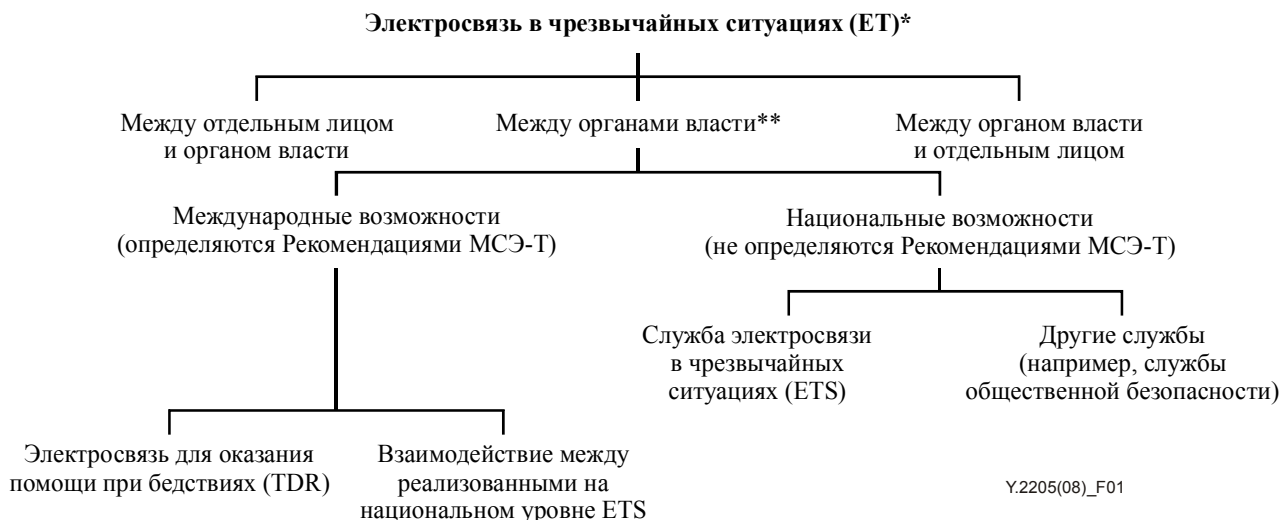 Электросвязь в чрезвычайных ситуациях (ET)*
Между отдельным лицом
и органом власти
Между органами власти**
Между органом власти
и отдельным лицом
Международные возможности
(определяются Рекомендациями МСЭ-Т)
Национальные возможности
(не определяются Рекомендациями МСЭ-Т)
Служба электросвязи
в чрезвычайных
ситуациях (ETS)
Другие службы
(например, службы
общественной безопасности)
Электросвязь для оказания
помощи при бедствиях (TDR)
Взаимодействие между
реализованными на
национальном уровне ETS
Y.2205(08)_F01